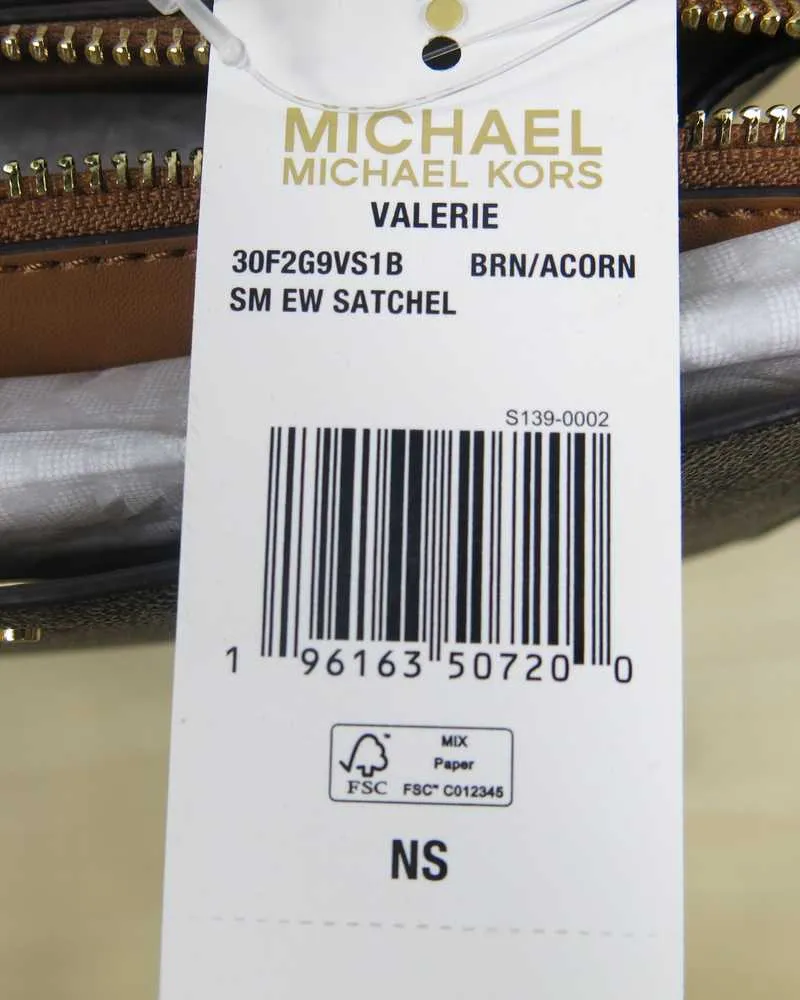 MICHAEL
MICHAEL KORS
VALERIE
30F2G9VS1B BRN/ACORN
SM EW SATCHEL
S139-0002
1 96163 50720 0
MIX
Paper
FSC™ C012345
FSC
NS